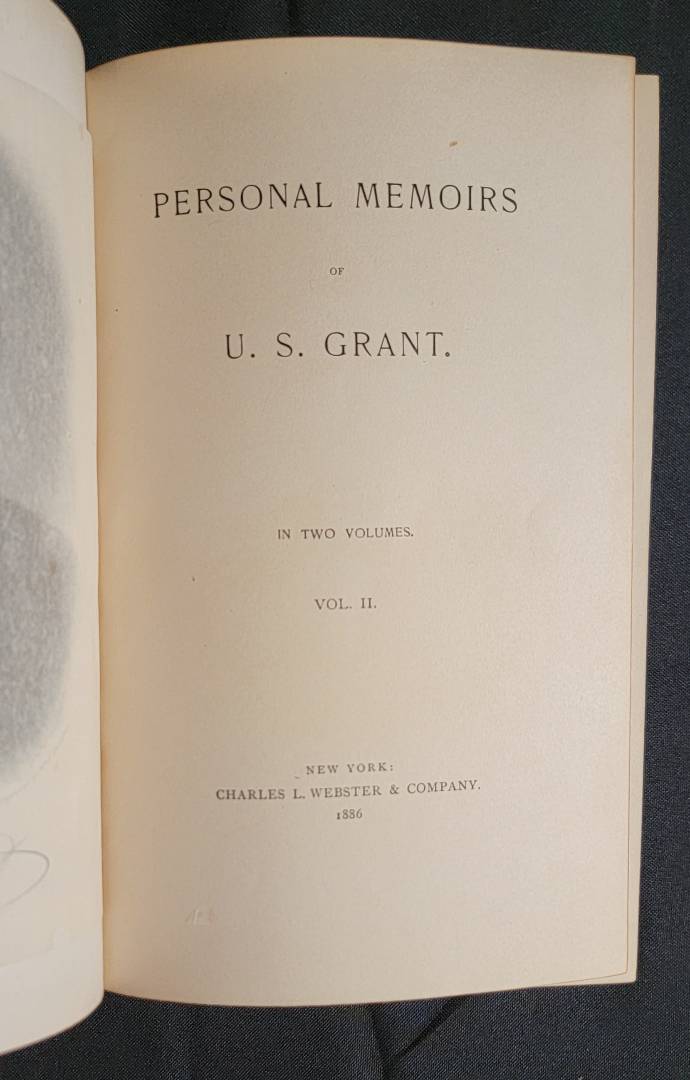 PERSONAL MEMOIRS
OF
U. S. GRANT.
IN TWO VOLUMES.
VOL. II.
NEW YORK:
CHARLES L. WEBSTER & COMPANY.
1886